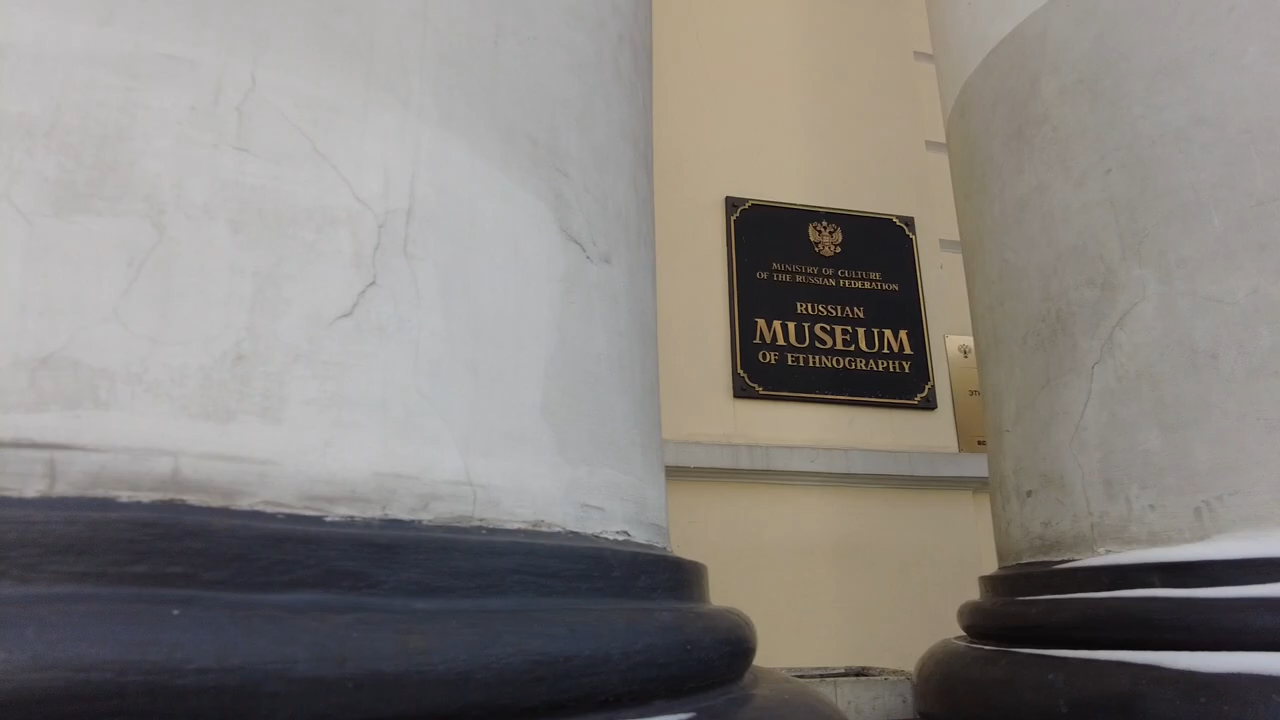 MINISTRY OF CULTURE
OF THE RUSSIAN FEDERATION
RUSSIAN
MUSEUM
OF ETHNOGRAPHY